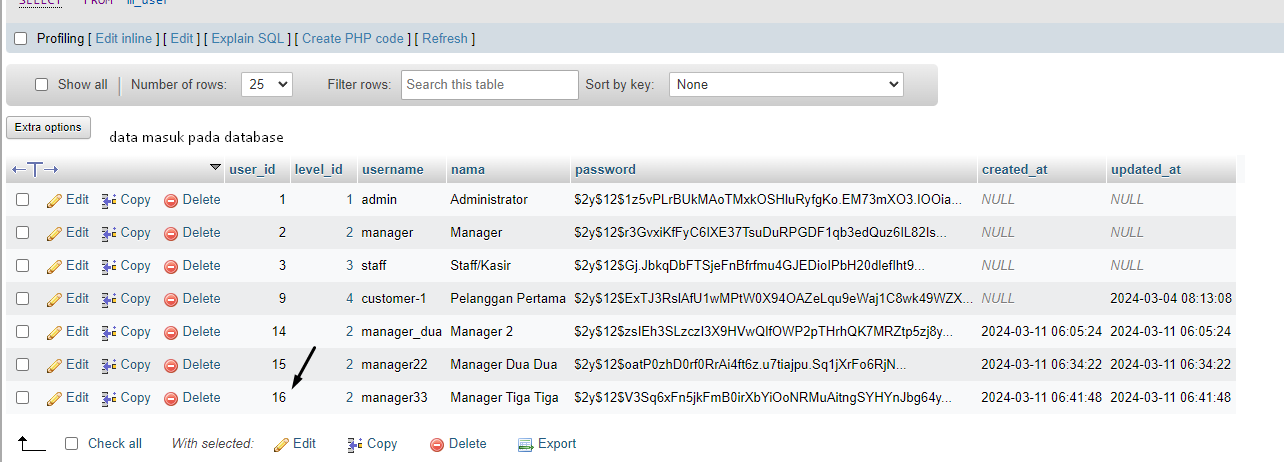 SELECT * FROM `m_user`
Profiling [ Edit inline ] [ Edit ] [ Explain SQL ] [ Create PHP code ] [ Refresh ]
Show all Number of rows: 25 Filter rows: Search this table Sort by key: None
Extra options
data masuk pada database
user_id level_id username nama password created_at updated_at
Edit Copy Delete 1 1 admin Administrator $2y$12$1z5vPLrBUkMAoTMxkOSHluRyfgKo.EM73mXO3.IOOia... NULL NULL
Edit Copy Delete 2 2 manager Manager $2y$12$r3GvxiKfFyC6IXE37TsuDuRPGDF1qb3edQuz6IL82Is... NULL NULL
Edit Copy Delete 3 3 staff Staff/Kasir $2y$12$Gj.JbkqDbFTSjeFnBfrfmu4GJEDioIPbH20dleflht9... NULL NULL
Edit Copy Delete 9 4 customer-1 Pelanggan Pertama $2y$12$ExTJ3RslAfU1wMPtW0X94OAZeLqu9eWaj1C8wk49WZX... NULL 2024-03-04 08:13:08
Edit Copy Delete 14 2 manager_dua Manager 2 $2y$12$zsIEh3SLzczI3X9HVwQlfOWP2pTHrhQK7MRZtp5zj8y... 2024-03-11 06:05:24 2024-03-11 06:05:24
Edit Copy Delete 15 2 manager22 Manager Dua Dua $2y$12$oatP0zhD0rf0RrAi4ft6z.u7tiajpu.Sq1jXrFo6RjN... 2024-03-11 06:34:22 2024-03-11 06:34:22
Edit Copy Delete 16 2 manager33 Manager Tiga Tiga $2y$12$V3Sq6xFn5jkFmB0irXbYiOoNRMuAitngSYHYnJbg64y... 2024-03-11 06:41:48 2024-03-11 06:41:48
Check all With selected: Edit Copy Delete Export